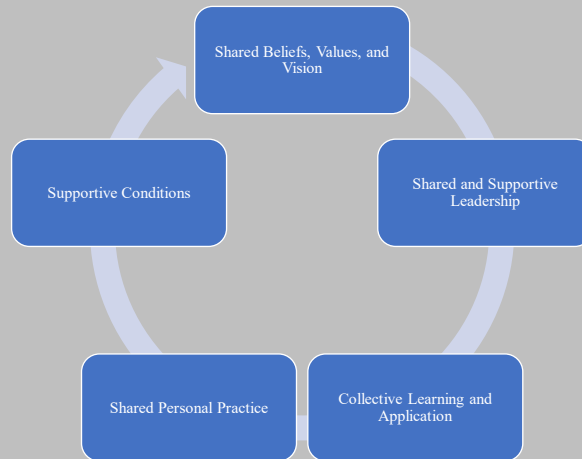 Shared Beliefs, Values, and
Vision
Shared and Supportive
Leadership
Collective Learning and
Application
Shared Personal Practice
Supportive Conditions